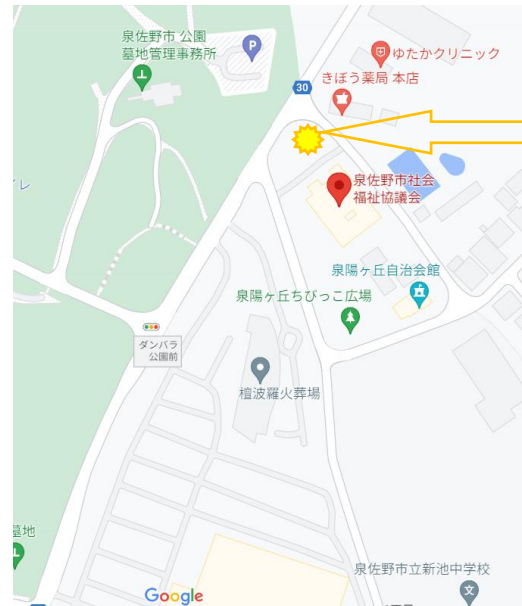 泉佐野市 公園
墓地管理事務所
P
ゆたかクリニック
30
きぼう薬局 本店
泉佐野市社会
福祉協議会
イレ
泉陽ヶ丘自治会館
泉陽ヶ丘ちびっこ広場
ダンバラ
公園前
檀波羅火葬場
墓地
泉佐野市立新池中学校
文
Google